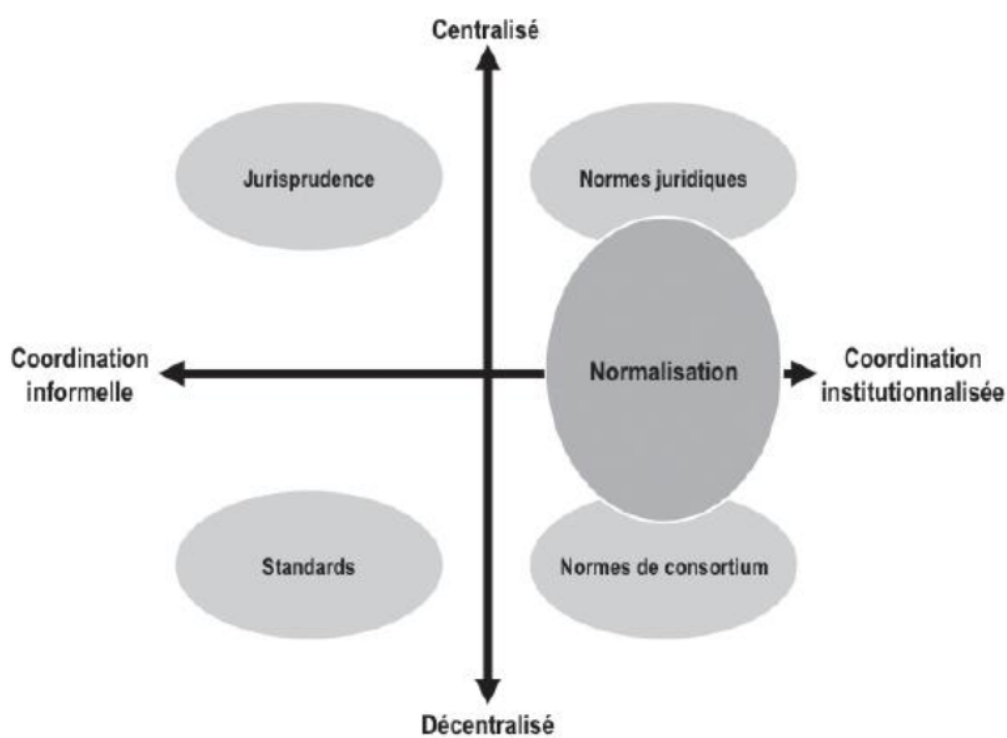 Centralisé
Jurisprudence
Normes juridiques
Coordination
informelle
Normalisation
Coordination
institutionnalisée
Standards
Normes de consortium
Décentralisé